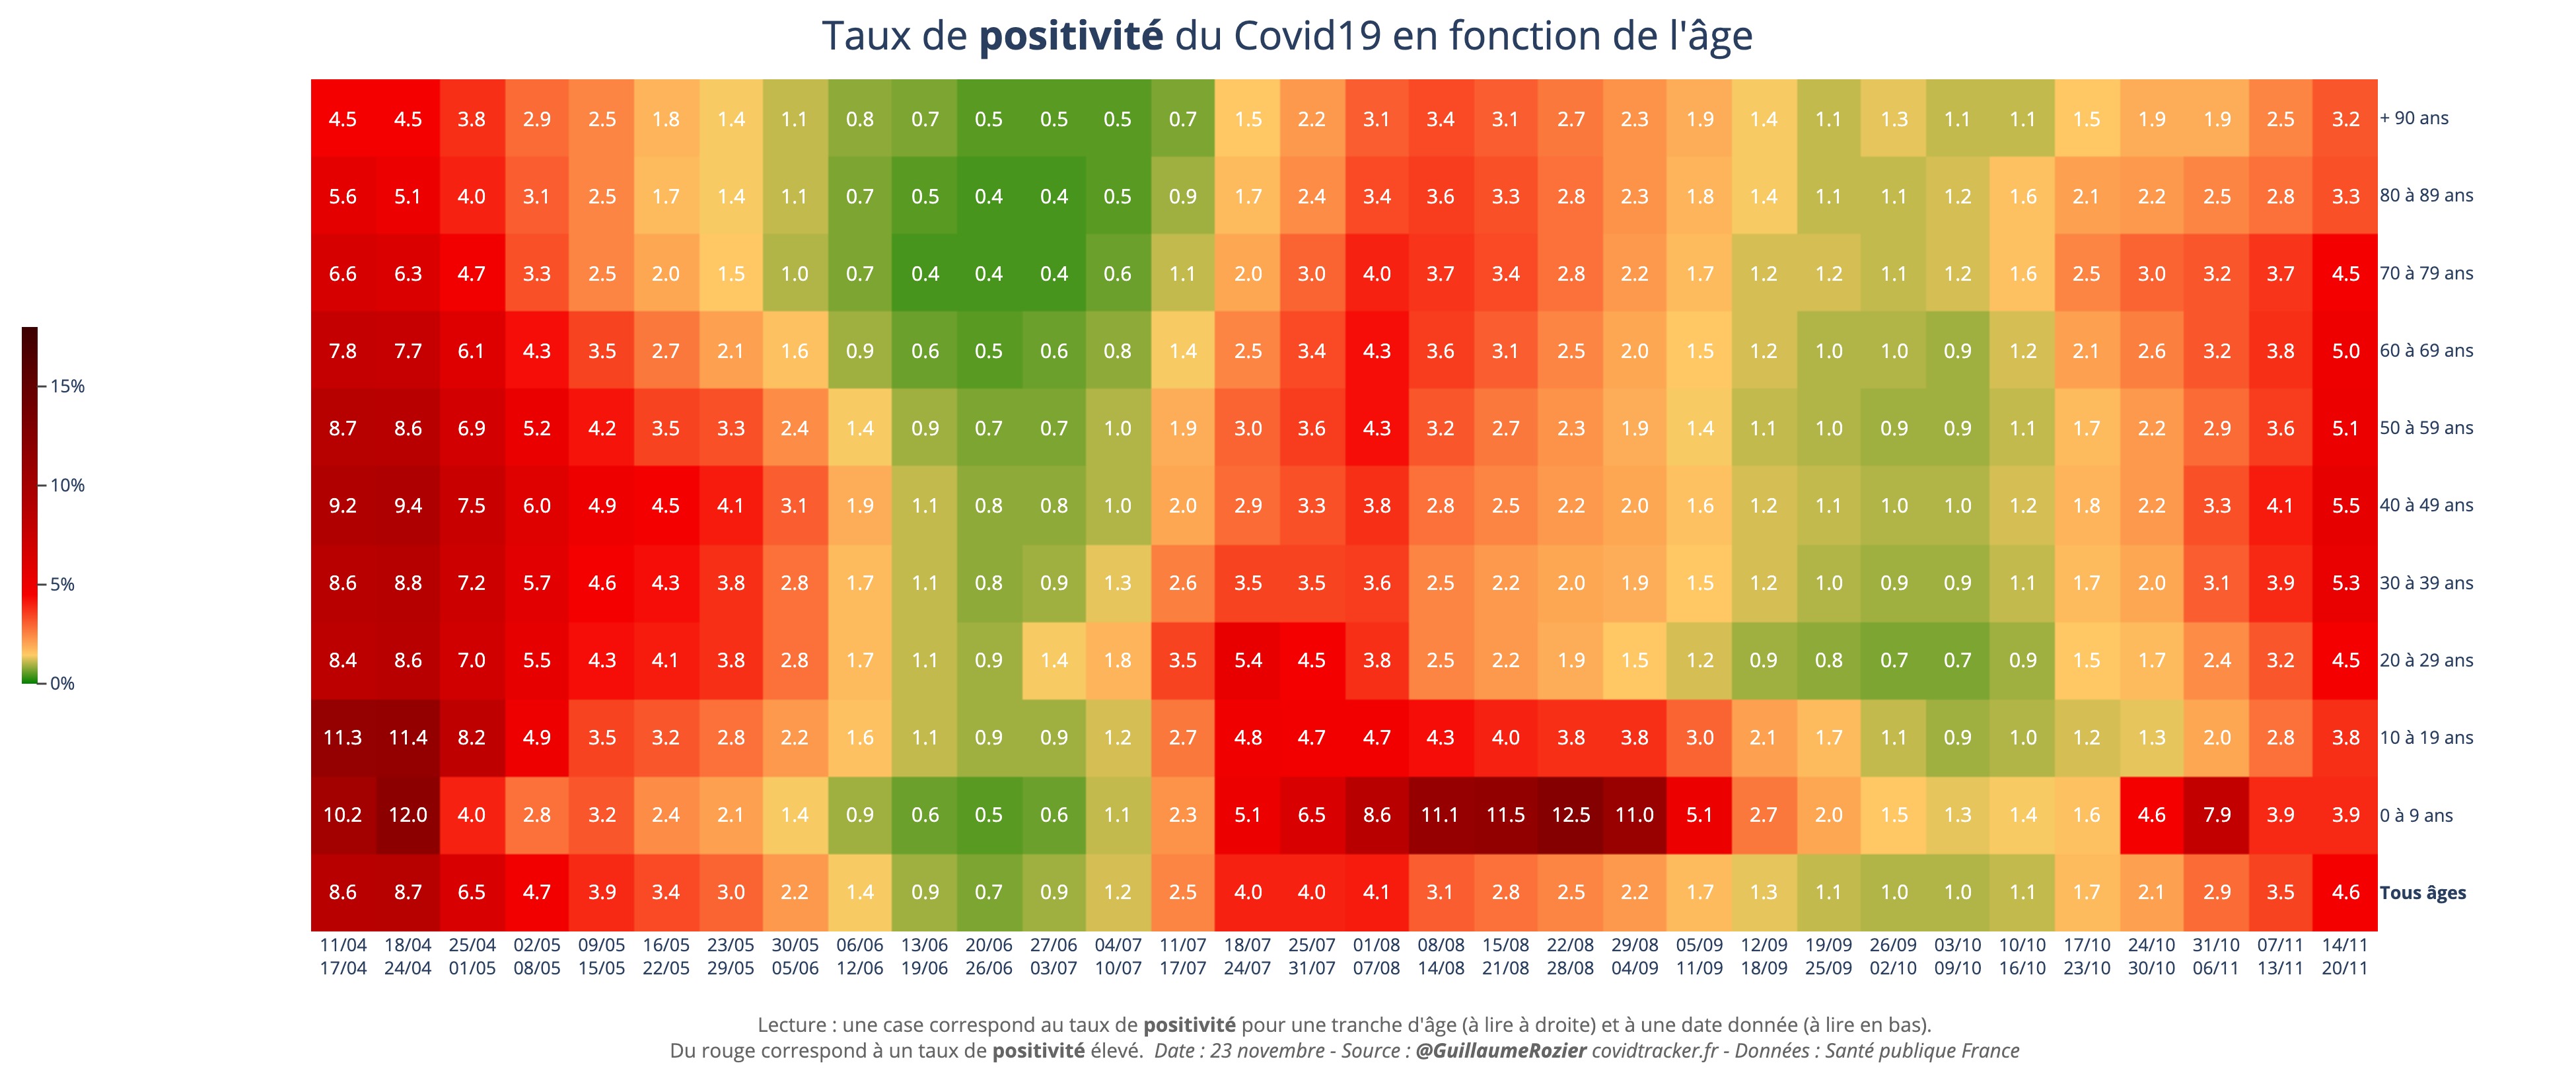 Taux de positivité du Covid19 en fonction de l'âge
4.5 4.5 3.8 2.9 2.5 1.8 1.4 1.1 0.8 0.7 0.5 0.5 0.5 0.7 1.5 2.2 3.1 3.4 3.1 2.7 2.3 1.9 1.4 1.1 1.3 1.1 1.1 1.5 1.9 1.9 2.5 3.2 + 90 ans
5.6 5.1 4.0 3.1 2.5 1.7 1.4 1.1 0.7 0.5 0.4 0.4 0.5 0.9 1.7 2.4 3.4 3.6 3.3 2.8 2.3 1.8 1.4 1.1 1.1 1.2 1.6 2.1 2.2 2.5 2.8 3.3 80 à 89 ans
6.6 6.3 4.7 3.3 2.5 2.0 1.5 1.0 0.7 0.4 0.4 0.4 0.6 1.1 2.0 3.0 4.0 3.7 3.4 2.8 2.2 1.7 1.2 1.2 1.1 1.2 1.6 2.5 3.0 3.2 3.7 4.5 70 à 79 ans
7.8 7.7 6.1 4.3 3.5 2.7 2.1 1.6 0.9 0.6 0.5 0.6 0.8 1.4 2.5 3.4 4.3 3.6 3.1 2.5 2.0 1.5 1.2 1.0 1.0 0.9 1.2 2.1 2.6 3.2 3.8 5.0 60 à 69 ans
15%
8.7 8.6 6.9 5.2 4.2 3.5 3.3 2.4 1.4 0.9 0.7 0.7 1.0 1.9 3.0 3.6 4.3 3.2 2.7 2.3 1.9 1.4 1.1 1.0 0.9 0.9 1.1 1.7 2.2 2.9 3.6 5.1 50 à 59 ans
10%
9.2 9.4 7.5 6.0 4.9 4.5 4.1 3.1 1.9 1.1 0.8 0.8 1.0 2.0 2.9 3.3 3.8 2.8 2.5 2.2 2.0 1.6 1.2 1.1 1.0 1.0 1.2 1.8 2.2 3.3 4.1 5.5 40 à 49 ans
5%
8.6 8.8 7.2 5.7 4.6 4.3 3.8 2.8 1.7 1.1 0.8 0.9 1.3 2.6 3.5 3.5 3.6 2.5 2.2 2.0 1.9 1.5 1.2 1.0 0.9 0.9 1.1 1.7 2.0 3.1 3.9 5.3 30 à 39 ans
8.4 8.6 7.0 5.5 4.3 4.1 3.8 2.8 1.7 1.1 0.9 1.4 1.8 3.5 5.4 4.5 3.8 2.5 2.2 1.9 1.5 1.2 0.9 0.8 0.7 0.7 0.9 1.5 1.7 2.4 3.2 4.5 20 à 29 ans
0%
11.3 11.4 8.2 4.9 3.5 3.2 2.8 2.2 1.6 1.1 0.9 0.9 1.2 2.7 4.8 4.7 4.7 4.3 4.0 3.8 3.8 3.0 2.1 1.7 1.1 0.9 1.0 1.2 1.3 2.0 2.8 3.8 10 à 19 ans
10.2 12.0 4.0 2.8 3.2 2.4 2.1 1.4 0.9 0.6 0.5 0.6 1.1 2.3 5.1 6.5 8.6 11.1 11.5 12.5 11.0 5.1 2.7 2.0 1.5 1.3 1.4 1.6 4.6 7.9 3.9 3.9 0 à 9 ans
8.6 8.7 6.5 4.7 3.9 3.4 3.0 2.2 1.4 0.9 0.7 0.9 1.2 2.5 4.0 4.0 4.1 3.1 2.8 2.5 2.2 1.7 1.3 1.1 1.0 1.0 1.1 1.7 2.1 2.9 3.5 4.6 Tous âges
11/04 18/04 25/04 02/05 09/05 16/05 23/05 30/05 06/06 13/06 20/06 27/06 04/07 11/07 18/07 25/07 01/08 08/08 15/08 22/08 29/08 05/09 12/09 19/09 26/09 03/10 10/10 17/10 24/10 31/10 07/11 14/11
17/04 24/04 01/05 08/05 15/05 22/05 29/05 05/06 12/06 19/06 26/06 03/07 10/07 17/07 24/07 31/07 07/08 14/08 21/08 28/08 04/09 11/09 18/09 25/09 02/10 09/10 16/10 23/10 30/10 06/11 13/11 20/11
Lecture : une case correspond au taux de positivité pour une tranche d'âge (à lire à droite) et à une date donnée (à lire en bas).
Du rouge correspond à un taux de positivité élevé. Date : 23 novembre - Source : @GuillaumeRozier covidtracker.fr - Données : Santé publique France